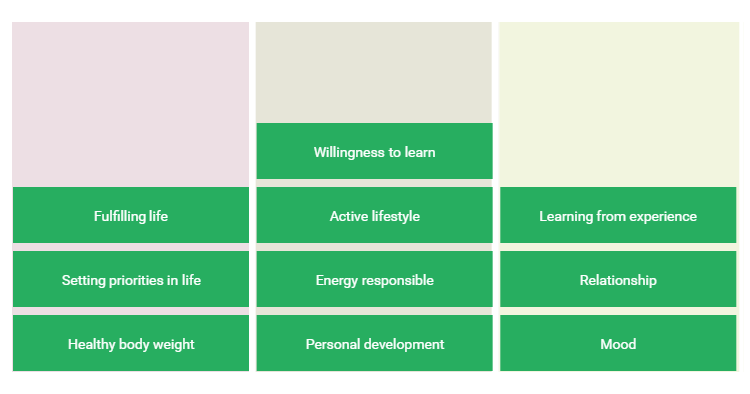 Willingness to learn
Fulfilling life
Active lifestyle
Learning from experience
Setting priorities in life
Energy responsible
Relationship
Healthy body weight
Personal development
Mood